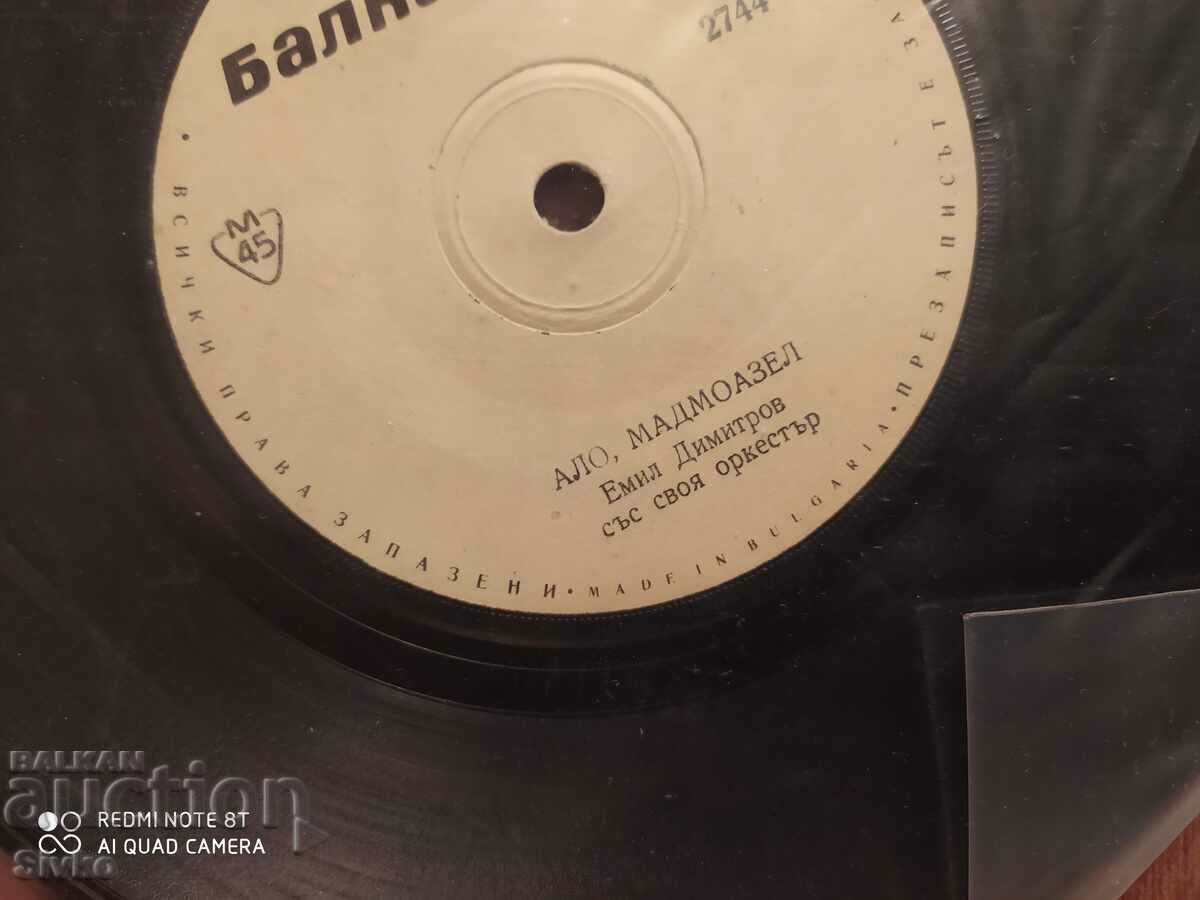 2744
М
45
АЛО, МАДМОАЗЕЛ
Емил Димитров
със своя оркестър
• ВСИЧКИ ПРАВА ЗАПАЗЕНИ • MADE IN BULGARIA • ПРЕЗАПИСЪТ Е ЗА
BALKAN
auction
REDMI NOTE 8T
AI QUAD CAMERA
Sivko